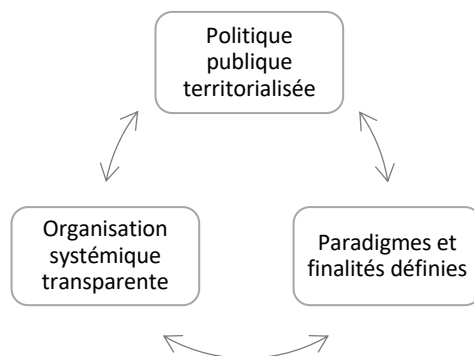 Politique
publique
territorialisée
Organisation
systémique
transparente
Paradigmes et
finalités définies